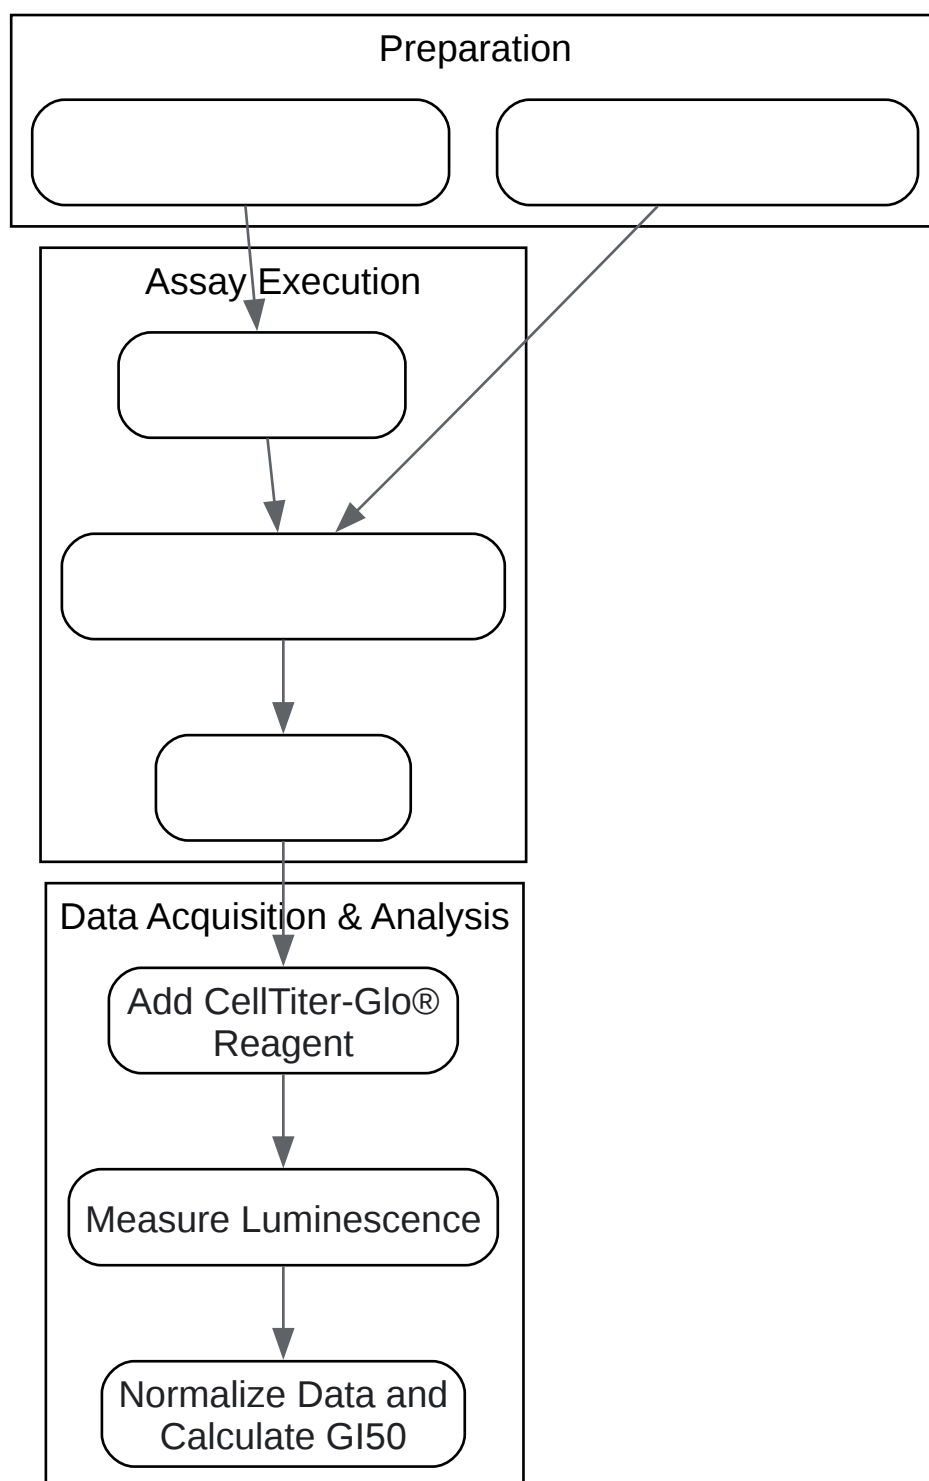 Preparation
Assay Execution
Data Acquisition & Analysis
Add CellTiter-Glo®
Reagent
Measure Luminescence
Normalize Data and
Calculate GI50